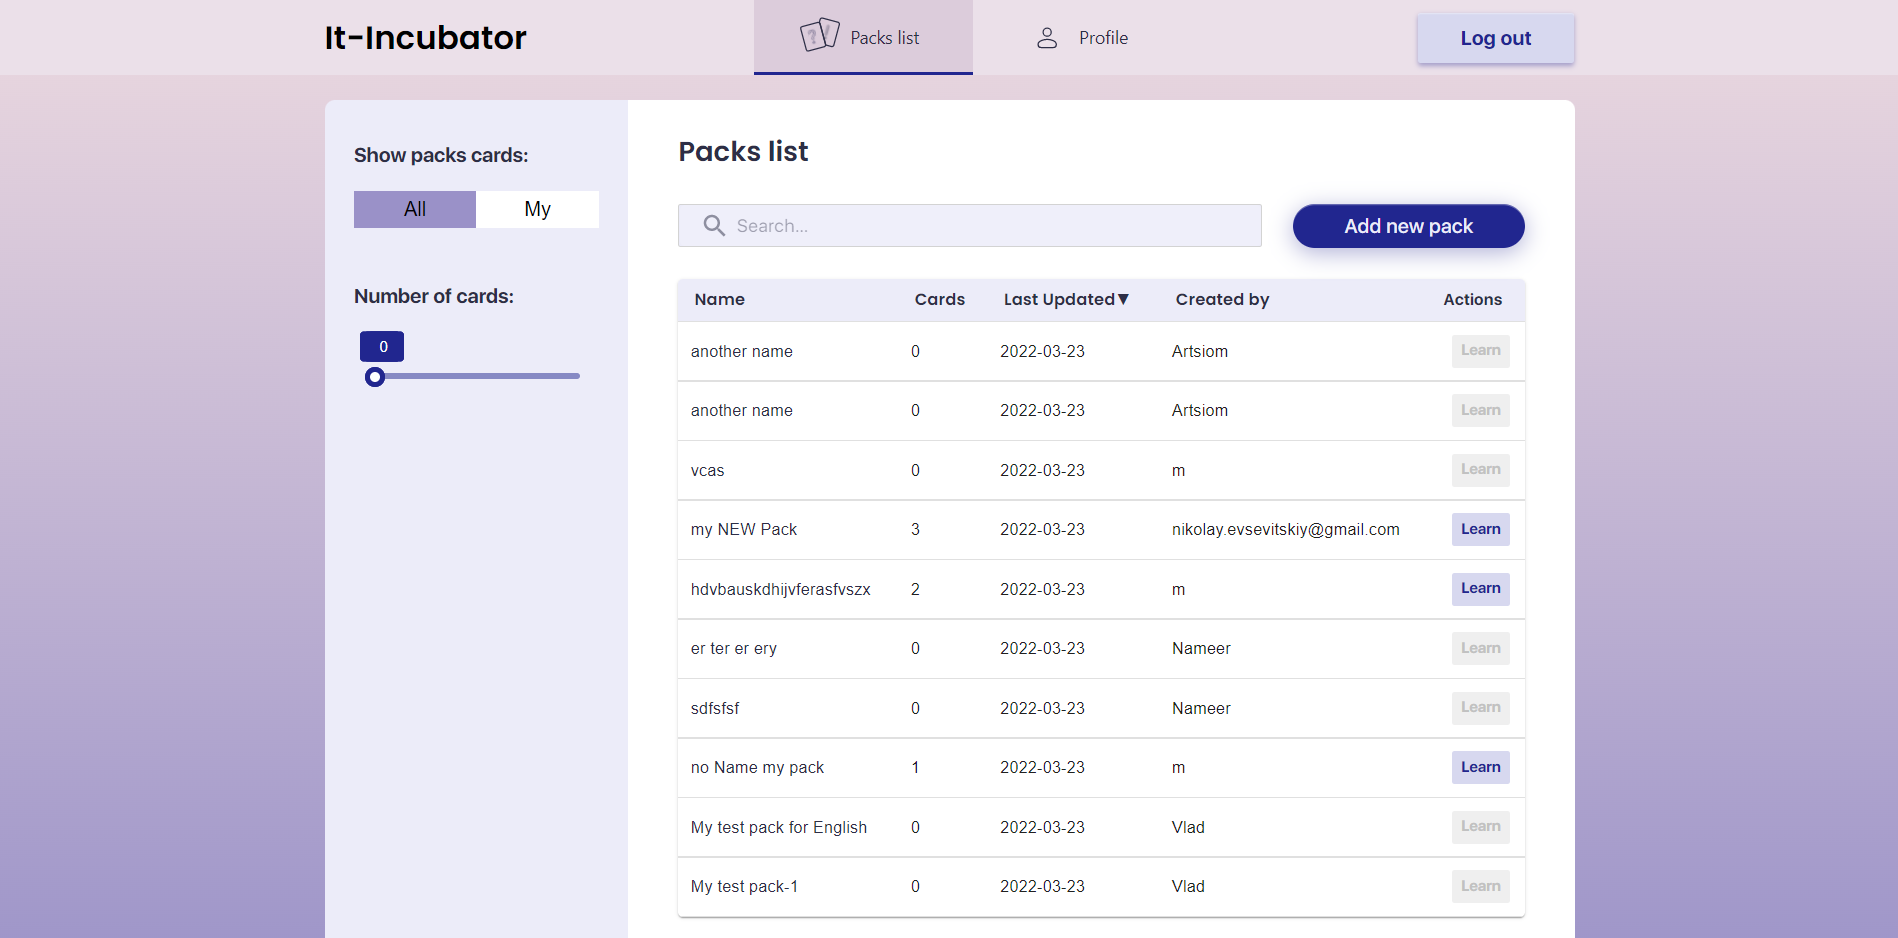 It-Incubator
Packs list
Profile
Log out
Show packs cards:
All My
Number of cards:
0
Packs list
Search...
Add new pack
Name Cards Last Updated▼ Created by Actions
another name 0 2022-03-23 Artsiom Learn
another name 0 2022-03-23 Artsiom Learn
vcas 0 2022-03-23 m Learn
my NEW Pack 3 2022-03-23 nikolay.evsevitskiy@gmail.com Learn
hdvbauskdhijvferasfvszx 2 2022-03-23 m Learn
er ter er ery 0 2022-03-23 Nameer Learn
sdfsfsf 0 2022-03-23 Nameer Learn
no Name my pack 1 2022-03-23 m Learn
My test pack for English 0 2022-03-23 Vlad Learn
My test pack-1 0 2022-03-23 Vlad Learn